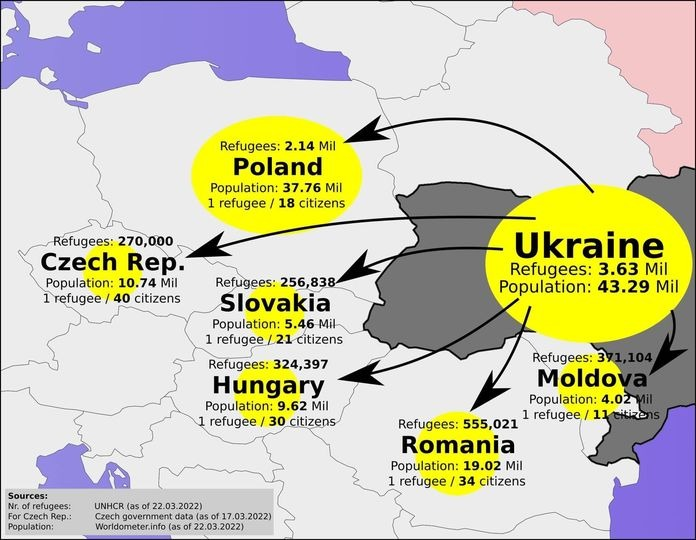 Refugees: 2.14 Mil
Poland
Population: 37.76 Mil
1 refugee / 18 citizens
Ukraine
Refugees: 3.63 Mil
Population: 43.29 Mil
Refugees: 270,000
Czech Rep.
Population: 10.74 Mil
1 refugee / 40 citizens
Refugees: 256,838
Slovakia
Population: 5.46 Mil
1 refugee / 21 citizens
Refugees: 324,397
Hungary
Population: 9.62 Mil
1 refugee / 30 citizens
Refugees: 371,104
Moldova
Population: 4.02 Mil
1 refugee / 11 citizens
Refugees: 555,021
Romania
Population: 19.02 Mil
1 refugee / 34 citizens
Sources:
Nr. of refugees: UNHCR (as of 22.03.2022)
For Czech Rep.: Czech government data (as of 17.03.2022)
Population: Worldometer.info (as of 22.03.2022)